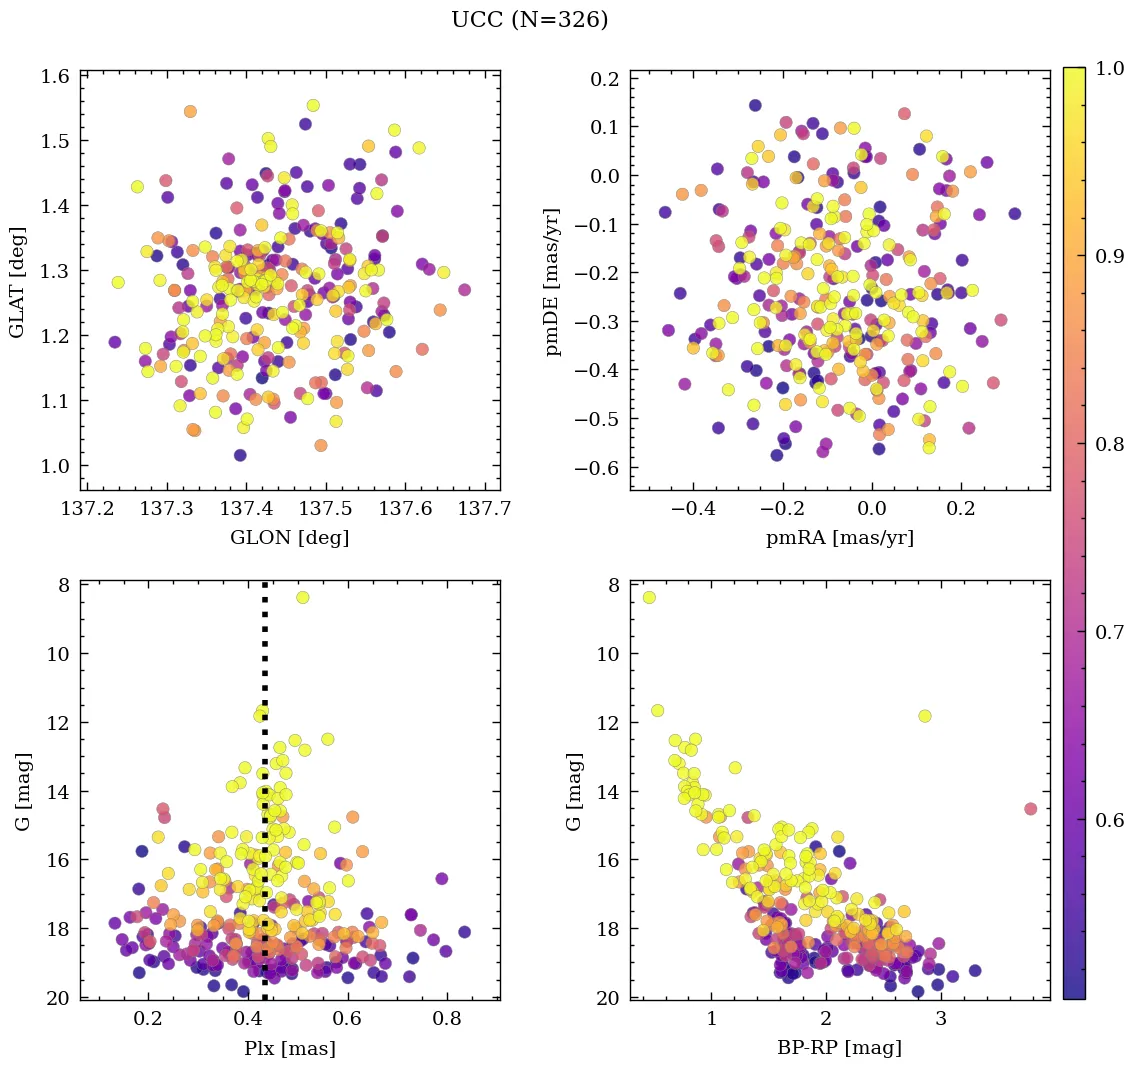 UCC (N=326)
1.6
1.5
1.4
1.3
1.2
1.1
1.0
GLAT [deg]
137.2 137.3 137.4 137.5 137.6 137.7
GLON [deg]
0.2
0.1
0.0
−0.1
−0.2
−0.3
−0.4
−0.5
−0.6
pmDE [mas/yr]
−0.4 −0.2 0.0 0.2
pmRA [mas/yr]
8
10
12
14
16
18
20
G [mag]
0.2 0.4 0.6 0.8
Plx [mas]
8
10
12
14
16
18
20
G [mag]
1 2 3
BP-RP [mag]
1.0
0.9
0.8
0.7
0.6